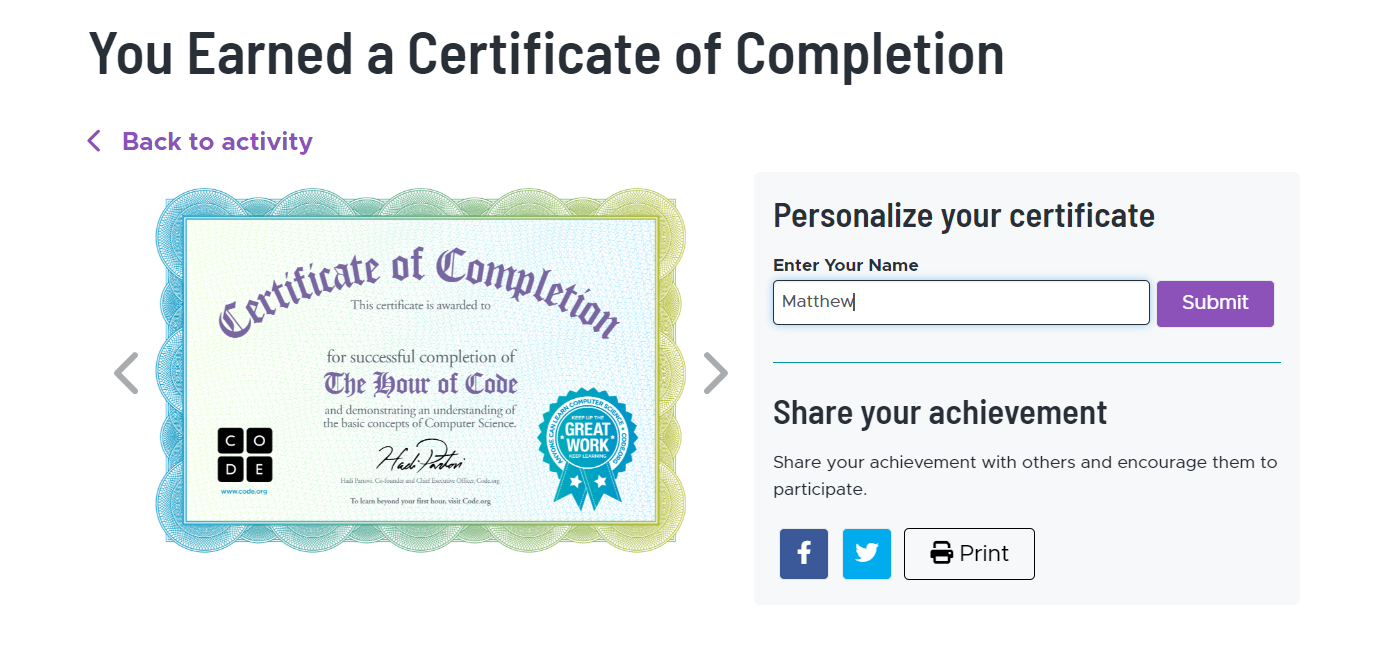 You Earned a Certificate of Completion
Back to activity
Certificate of Completion
This certificate is awarded to
for successful completion of
The Hour of Code
and demonstrating an understanding of
the basic concepts of Computer Science.
Hadi Partovi
Hadi Partovi, Co-founder and Chief Executive Officer, Code.org
To learn beyond your first hour, visit Code.org
C O
D E
www.code.org
ANYONE CAN LEARN COMPUTER SCIENCE • CODE.ORG
KEEP UP THE
GREAT
WORK
KEEP LEARNING
Personalize your certificate
Enter Your Name
Matthew
Submit
Share your achievement
Share your achievement with others and encourage them to
participate.
Print